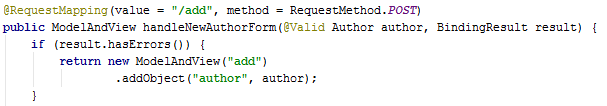 @RequestMapping(value = "/add", method = RequestMethod.POST)
public ModelAndView handleNewAuthorForm(@Valid Author author, BindingResult result) {
    if (result.hasErrors()) {
        return new ModelAndView("add")
                .addObject("author", author);
    }